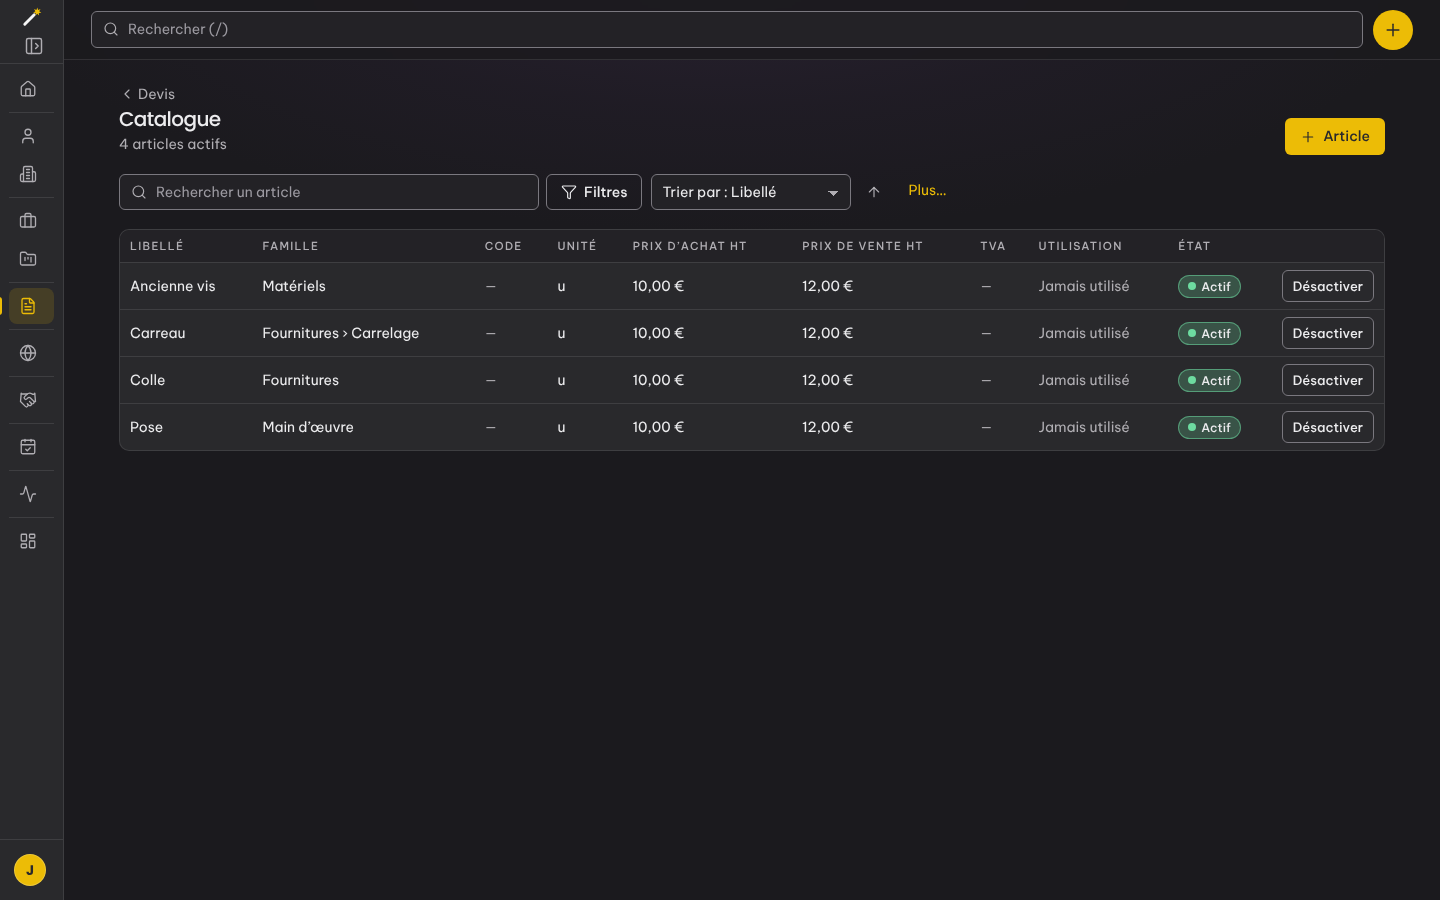 Rechercher (/)
Devis
Catalogue
4 articles actifs
Article
Rechercher un article
Filtres
Trier par : Libellé
Plus…
LIBELLÉ FAMILLE CODE UNITÉ PRIX D’ACHAT HT PRIX DE VENTE HT TVA UTILISATION ÉTAT
Ancienne vis Matériels — u 10,00 € 12,00 € — Jamais utilisé Actif Désactiver
Carreau Fournitures › Carrelage — u 10,00 € 12,00 € — Jamais utilisé Actif Désactiver
Colle Fournitures — u 10,00 € 12,00 € — Jamais utilisé Actif Désactiver
Pose Main d’œuvre — u 10,00 € 12,00 € — Jamais utilisé Actif Désactiver
J